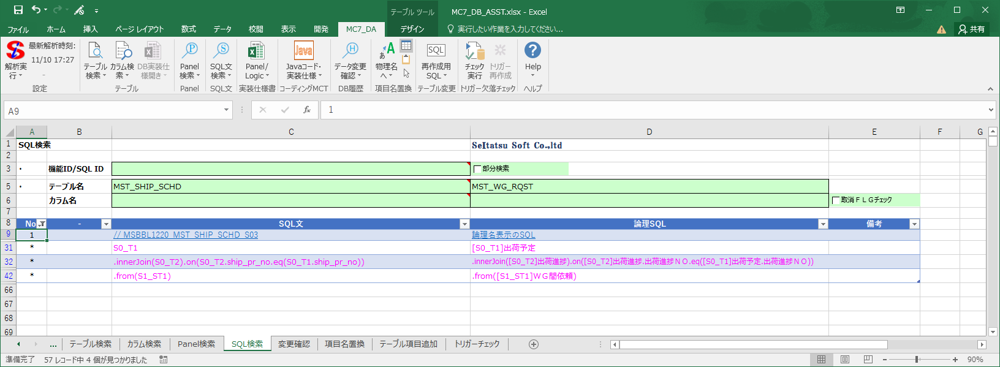 テーブル ツール
MC7_DB_ASST.xlsx - Excel
ファイル ホーム 挿入 ページ レイアウト 数式 データ 校閲 表示 開発 MC7_DA デザイン 実行したい作業を入力してください... 共有
解析実行
最新解析時刻:
11/10 17:27
-
設定
テーブル検索 カラム検索 DB実装仕様開き
テーブル
Panel検索
Panel
SQL文検索
SQL文
Panel/Logic
実装仕様書
Java
Javaコード・実装仕様
コーディングMCT
データ変更確認
DB履歴
物理名へ
項目名置換
SQL
再作成用SQL
テーブル変更
チェック実行 トリガー再作成
トリガー欠落チェック
Help
ヘルプ
A9 fx 1
A B C D E F G
1 SQL検索 SeItatsu Soft Co.,ltd
2
3 ・ 機能ID/SQL ID 部分検索
5 ・ テーブル名 MST_SHIP_SCHD MST_WG_RQST
6 カラム名 取消ＦＬＧチェック
7
8 No - SQL文 論理SQL 備考
9 1 // MSBBL1220_MST_SHIP_SCHD_S03 論理名表示のSQL
31 * S0_T1 [S0_T1]出荷予定
32 * .innerJoin(S0_T2).on(S0_T2.ship_pr_no.eq(S0_T1.ship_pr_no)) .innerJoin([S0_T2]出荷進捗).on([S0_T2]出荷進捗.出荷進捗ＮＯ.eq([S0_T1]出荷予定.出荷進捗ＮＯ))
42 * .from(S1_ST1) .from([S1_ST1]ＷＧ間依頼)
66
67
68
69
... テーブル検索 カラム検索 Panel検索 SQL検索 変更確認 項目名置換 テーブル項目追加 トリガーチェック
準備完了 57 レコード中 4 個が見つかりました 90%